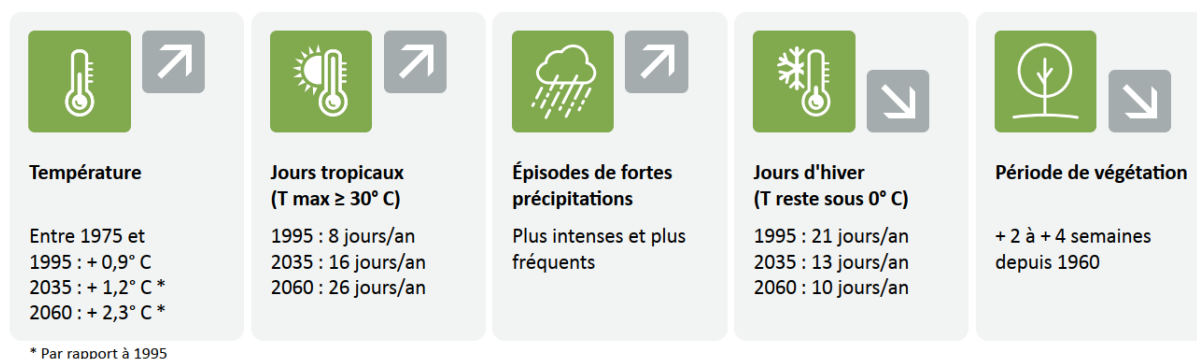 Température
Entre 1975 et
1995 : + 0,9° C
2035 : + 1,2° C *
2060 : + 2,3° C *
Jours tropicaux
(T max ≥ 30° C)
1995 : 8 jours/an
2035 : 16 jours/an
2060 : 26 jours/an
Épisodes de fortes
précipitations
Plus intenses et plus
fréquents
Jours d'hiver
(T reste sous 0° C)
1995 : 21 jours/an
2035 : 13 jours/an
2060 : 10 jours/an
Période de végétation
+ 2 à + 4 semaines
depuis 1960
* Par rapport à 1995